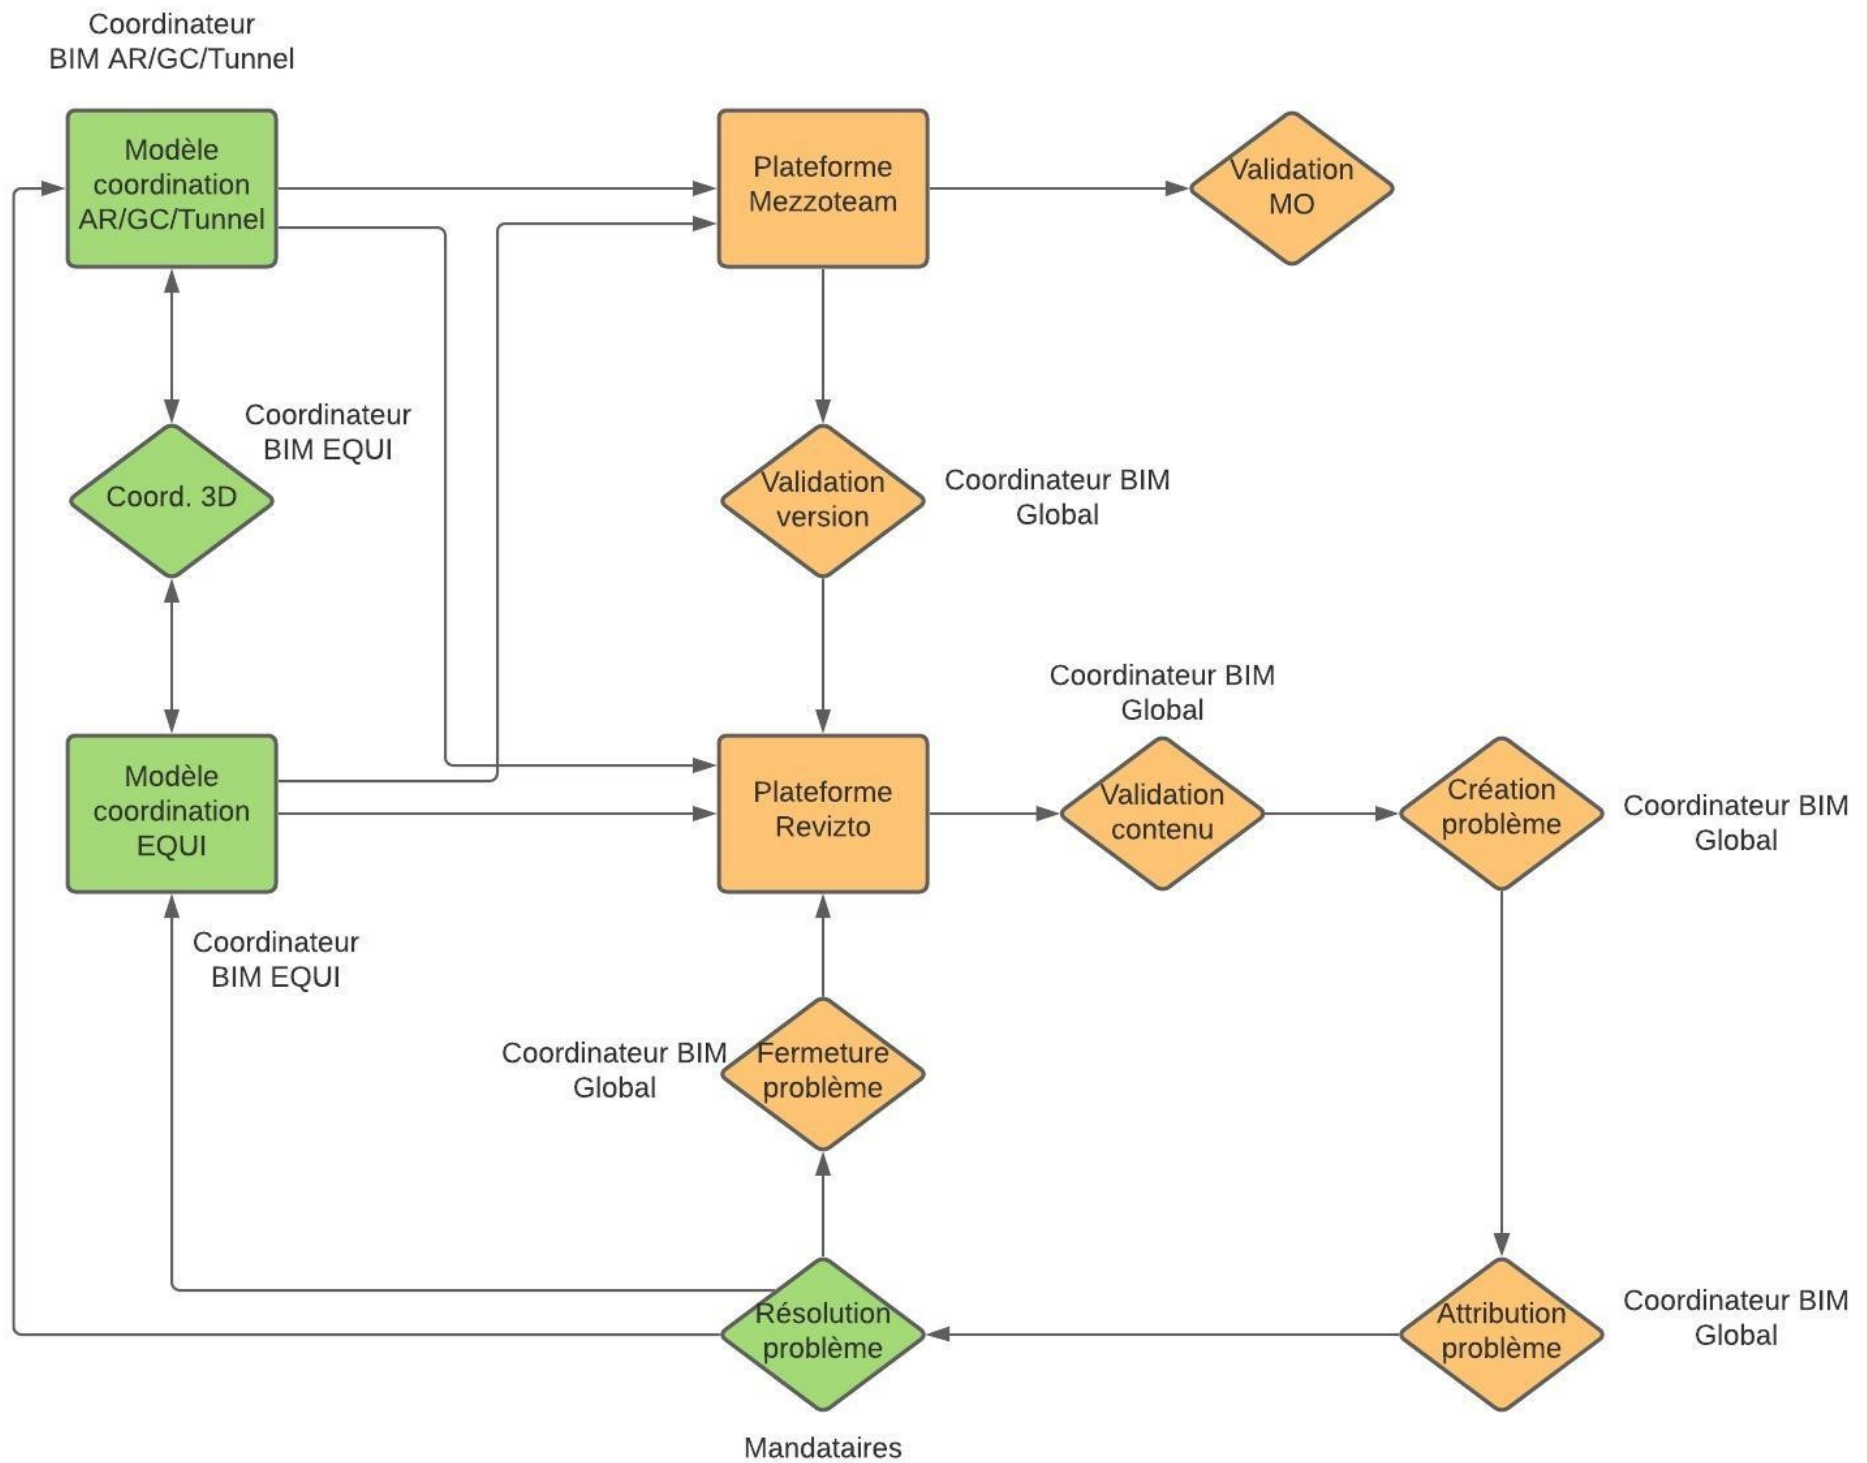 Coordinateur
BIM AR/GC/Tunnel
Modèle
coordination
AR/GC/Tunnel
Plateforme
Mezzoteam
Validation
MO
Coordinateur
BIM EQUI
Coord. 3D
Validation
version
Coordinateur BIM
Global
Coordinateur BIM
Global
Modèle
coordination
EQUI
Plateforme
Revizto
Validation
contenu
Création
problème
Coordinateur BIM
Global
Coordinateur
BIM EQUI
Coordinateur BIM
Global
Fermeture
problème
Résolution
problème
Attribution
problème
Coordinateur BIM
Global
Mandataires